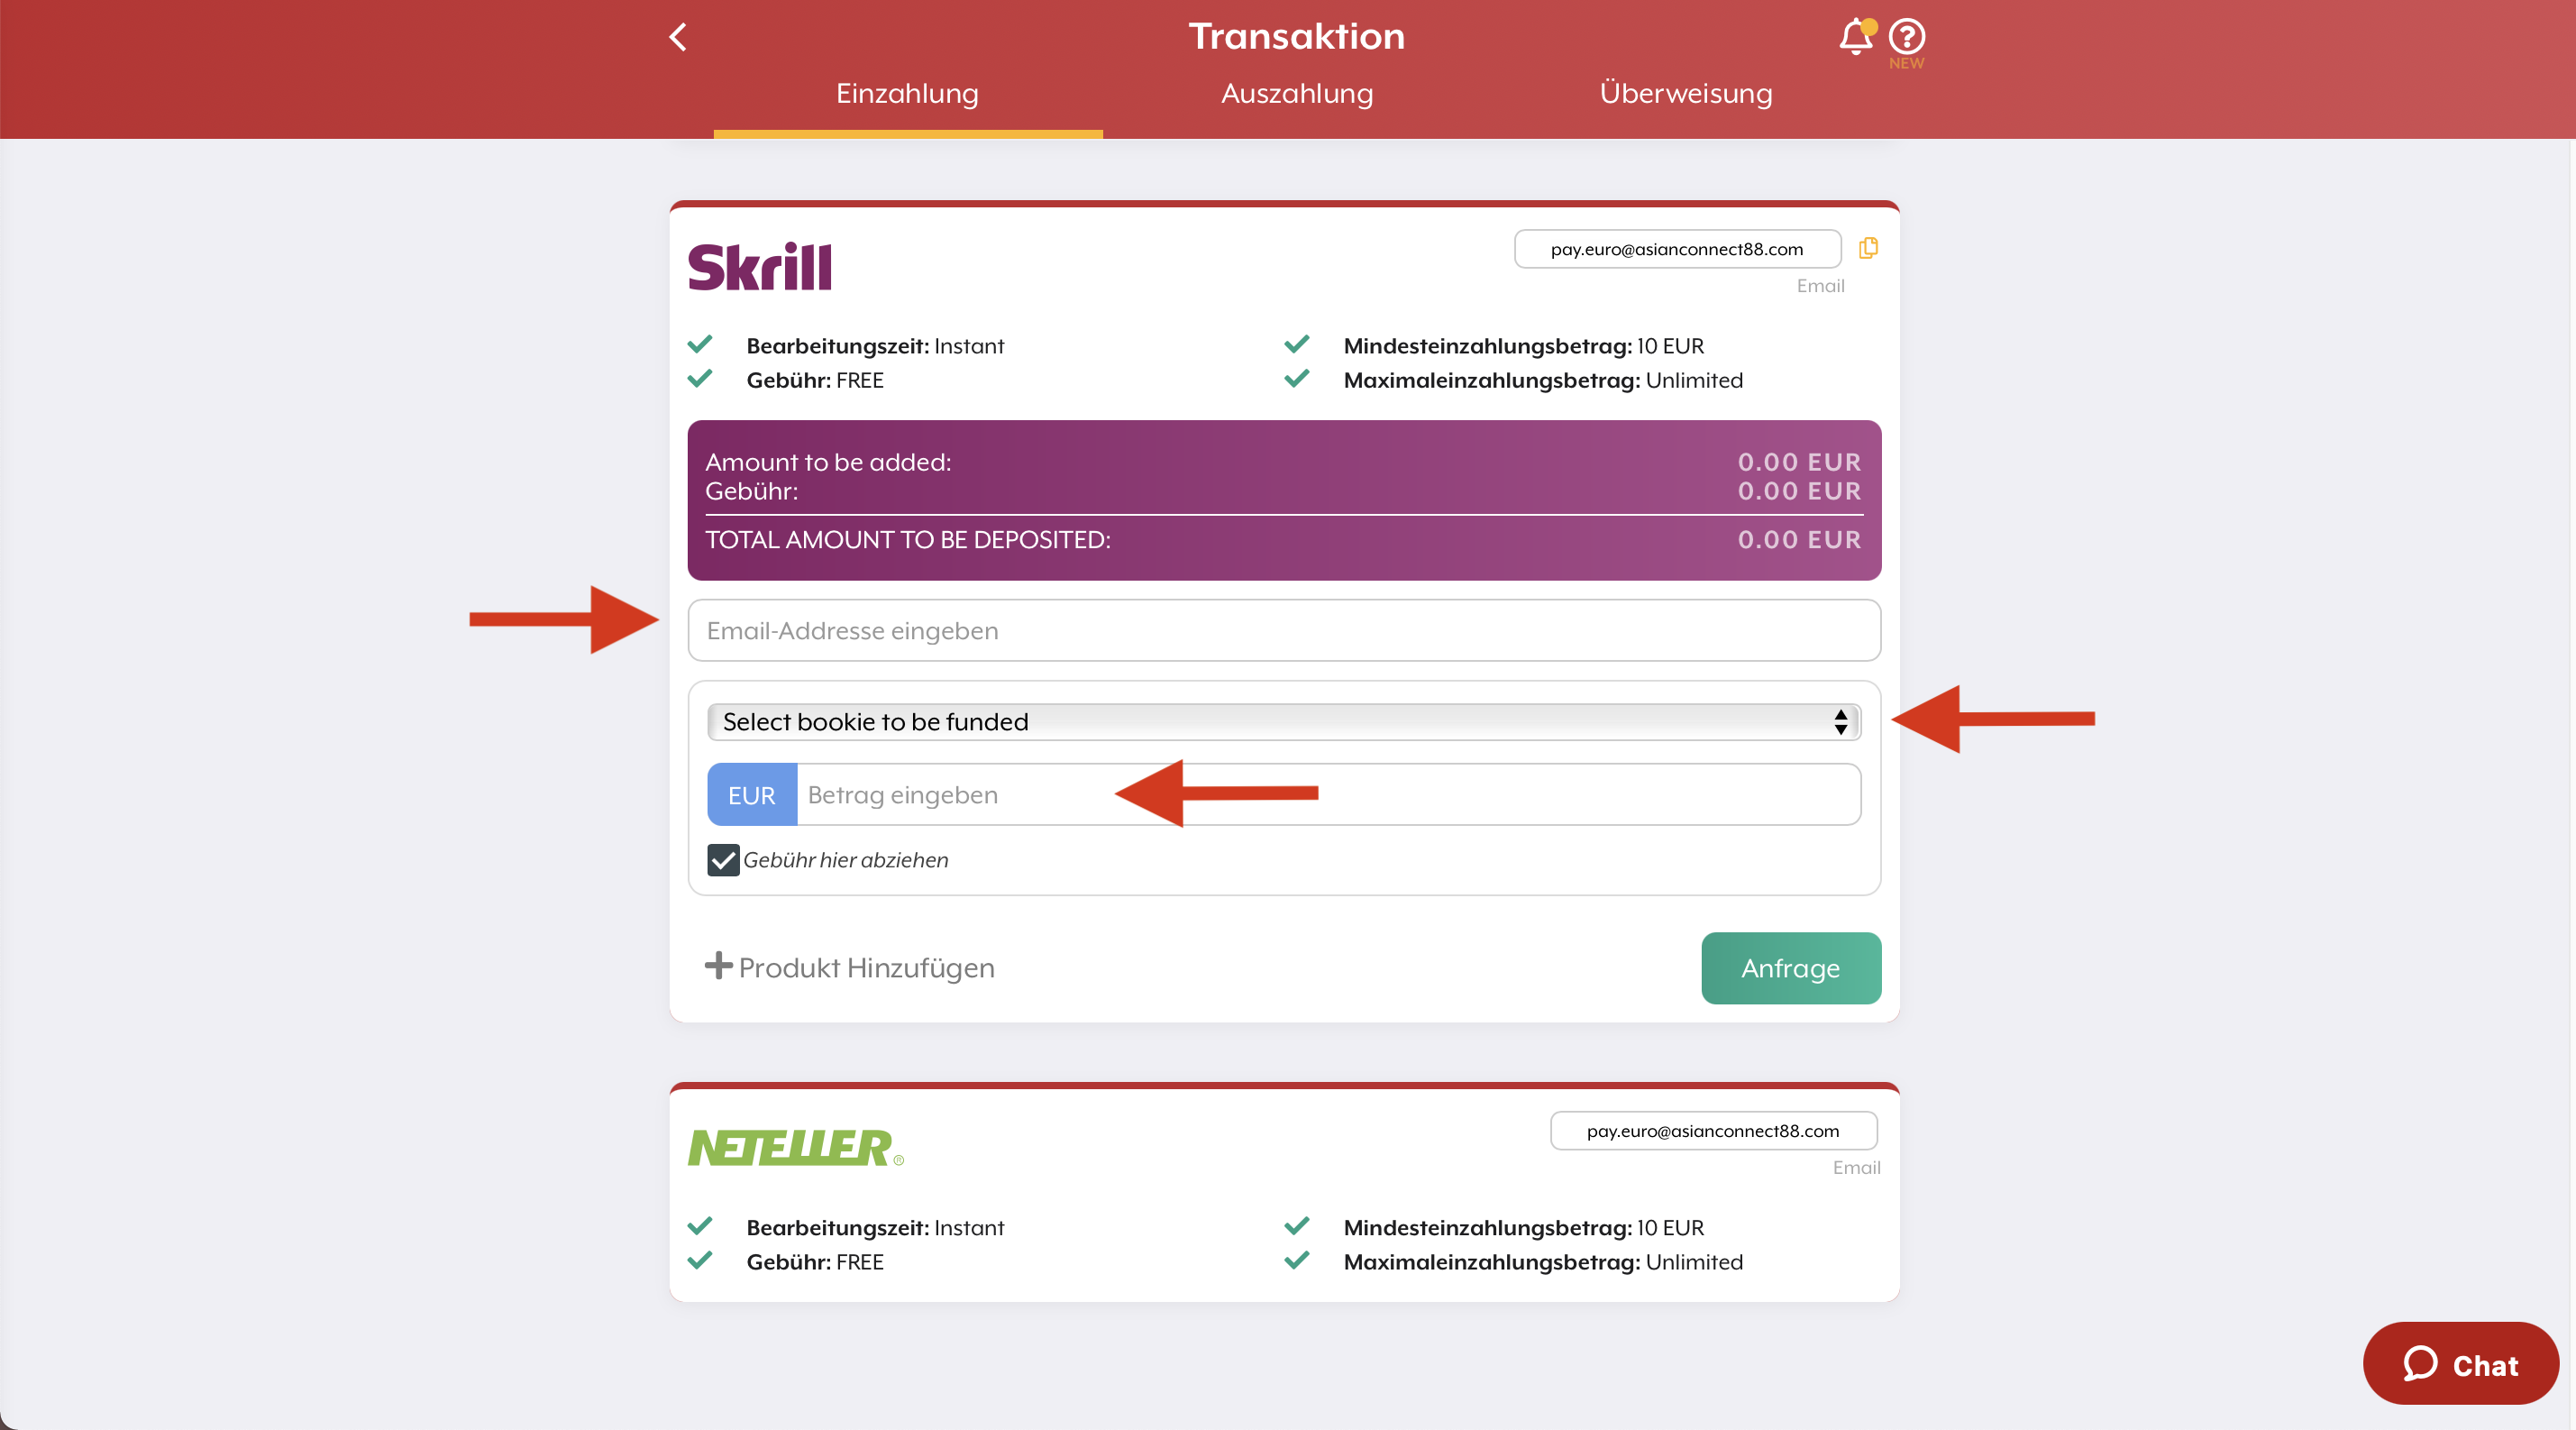 Transaktion
NEW
Einzahlung
Auszahlung
Überweisung
Skrill
pay.euro@asianconnect88.com
Email
Bearbeitungszeit: Instant
Mindesteinzahlungsbetrag: 10 EUR
Gebühr: FREE
Maximaleinzahlungsbetrag: Unlimited
Amount to be added: 0.00 EUR
Gebühr: 0.00 EUR
TOTAL AMOUNT TO BE DEPOSITED: 0.00 EUR
Email-Addresse eingeben
Select bookie to be funded
EUR Betrag eingeben
Gebühr hier abziehen
Produkt Hinzufügen
Anfrage
NETELLER®
pay.euro@asianconnect88.com
Email
Bearbeitungszeit: Instant
Mindesteinzahlungsbetrag: 10 EUR
Gebühr: FREE
Maximaleinzahlungsbetrag: Unlimited
Chat